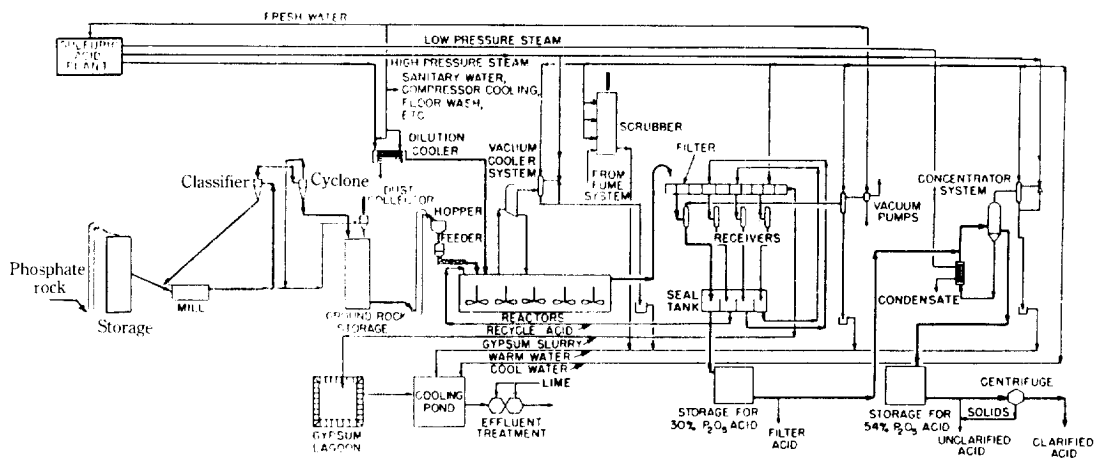 FRESH WATER
LOW PRESSURE STEAM
SULFURIC
ACID
PLANT
HIGH PRESSURE STEAM
SANITARY WATER,
COMPRESSOR COOLING,
FLOOR WASH,
ETC
DILUTION
COOLER
VACUUM
COOLER
SYSTEM
SCRUBBER
FROM
FUME
SYSTEM
FILTER
CONCENTRATOR
SYSTEM
Classifier
Cyclone
DUST
COLLECTOR
HOPPER
FEEDER
VACUUM
PUMPS
RECEIVERS
Phosphate
rock
Storage
MILL
GROUND ROCK
STORAGE
REACTORS
RECYCLE ACID
GYPSUM SLURRY
WARM WATER
COOL WATER
SEAL
TANK
CONDENSATE
LIME
COOLING
POND
EFFLUENT
TREATMENT
GYPSUM
LAGOON
STORAGE FOR
30% P₂O₅ ACID
FILTER
ACID
STORAGE FOR
54% P₂O₅ ACID
CENTRIFUGE
SOLIDS
UNCLARIFIED
ACID
CLARIFIED
ACID